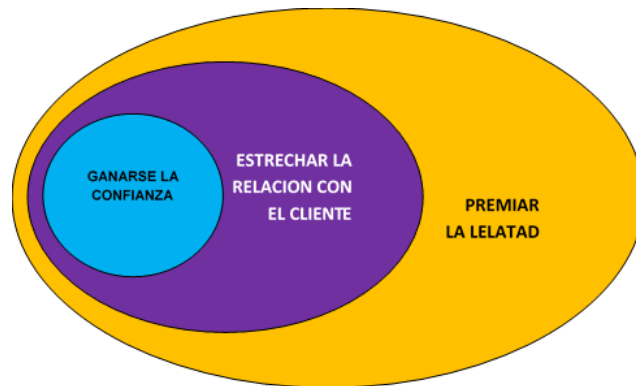 GANARSE LA
CONFIANZA
ESTRECHAR LA
RELACION CON
EL CLIENTE
PREMIAR
LA LELATAD